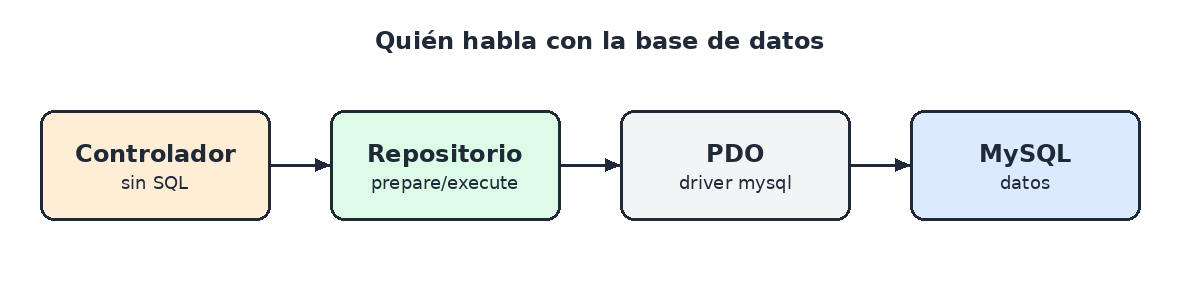 Quién habla con la base de datos
Controlador
sin SQL
Repositorio
prepare/execute
PDO
driver mysql
MySQL
datos